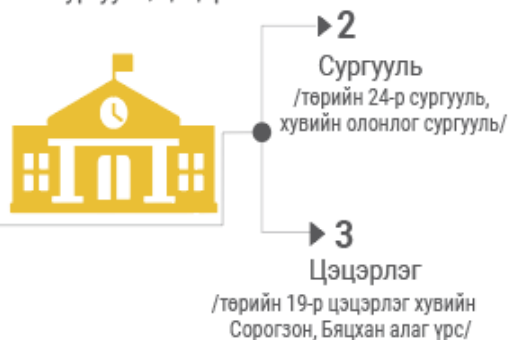 2
Сургууль
/төрийн 24-р сургууль,
хувийн олонлог сургууль/
3
Цэцэрлэг
/төрийн 19-р цэцэрлэг хувийн
Сорогзон, Бяцхан алаг үрс/